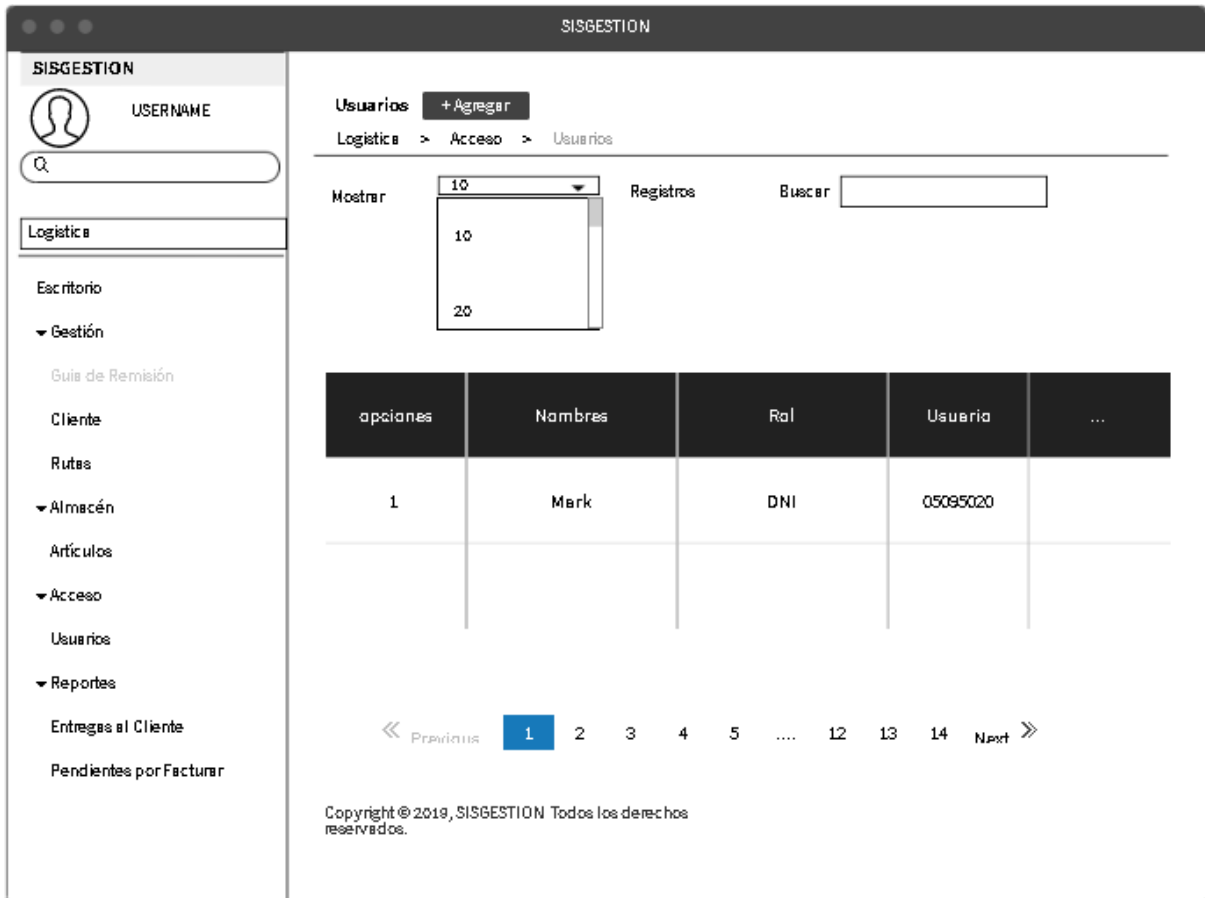 SISGESTION
SISGESTION
USERNAME
Logistica
Escritorio
Gestión
Guia de Remisión
Cliente
Rutas
Almacén
Artículos
Acceso
Usuarios
Reportes
Entregas al Cliente
Pendientes por Facturar
Usuarios + Agregar
Logistica > Acceso > Usuarios
Mostrar 10 Registros Buscar
10
20
opciones Nombres Rol Usuario ...
1 Mark DNI 05095020
« Previous 1 2 3 4 5 .... 12 13 14 Next »
Copyright © 2019, SISGESTION Todos los derechos
reservados.